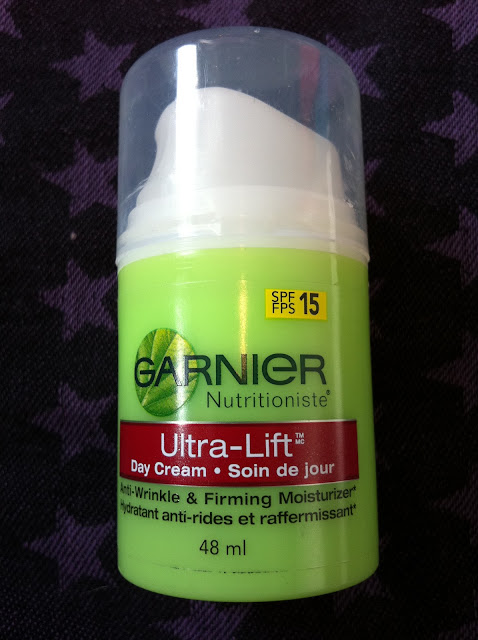 SPF
FPS 15
GARNIER
Nutritioniste®
Ultra-Lift™ MC
Day Cream • Soin de jour
Anti-Wrinkle & Firming Moisturizer*
Hydratant anti-rides et raffermissant*
48 ml